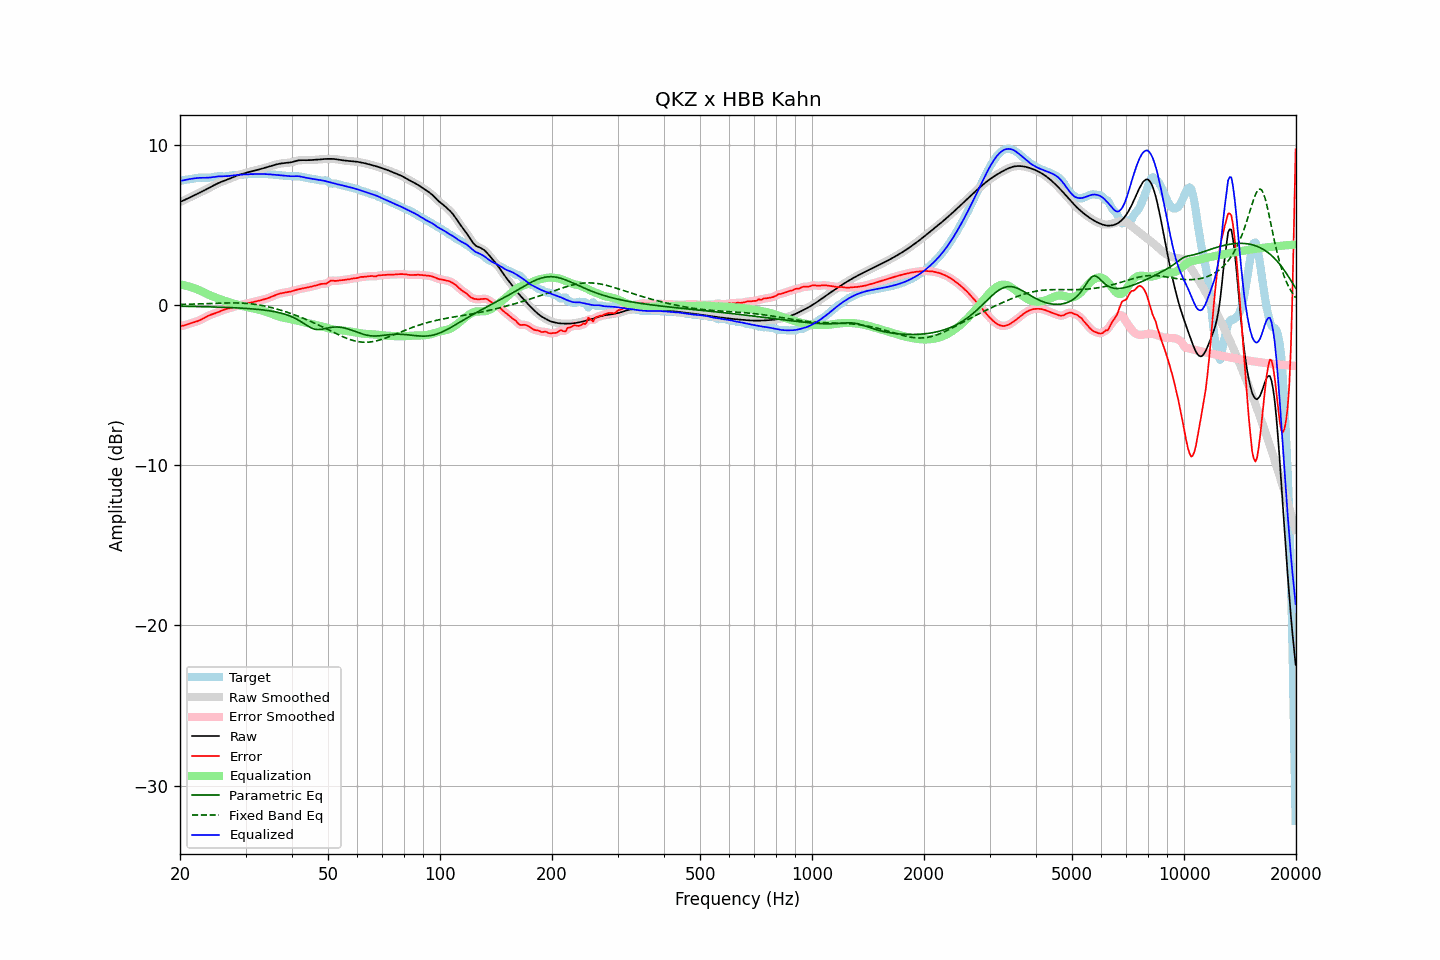 QKZ x HBB Kahn
10
0
−10
−20
−30
Amplitude (dBr)
Target
Raw Smoothed
Error Smoothed
Raw
Error
Equalization
Parametric Eq
Fixed Band Eq
Equalized
20 50 100 200 500 1000 2000 5000 10000 20000
Frequency (Hz)